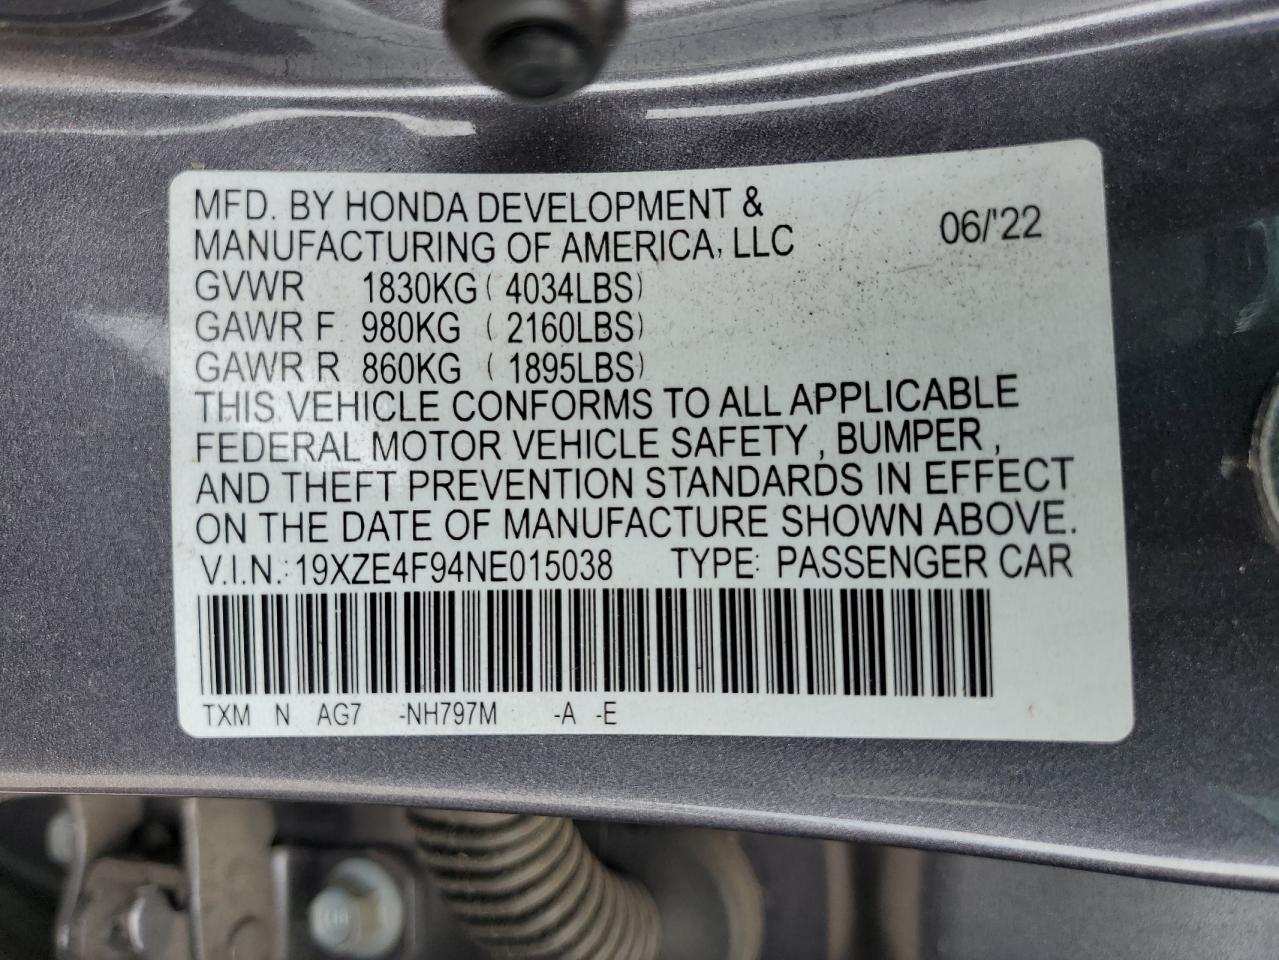 MFD. BY HONDA DEVELOPMENT &
MANUFACTURING OF AMERICA, LLC 06/'22
GVWR 1830KG ( 4034LBS)
GAWR F 980KG ( 2160LBS)
GAWR R 860KG ( 1895LBS)
THIS VEHICLE CONFORMS TO ALL APPLICABLE
FEDERAL MOTOR VEHICLE SAFETY , BUMPER ,
AND THEFT PREVENTION STANDARDS IN EFFECT
ON THE DATE OF MANUFACTURE SHOWN ABOVE.
V.I.N.: 19XZE4F94NE015038 TYPE: PASSENGER CAR
TXM N AG7 -NH797M -A -E